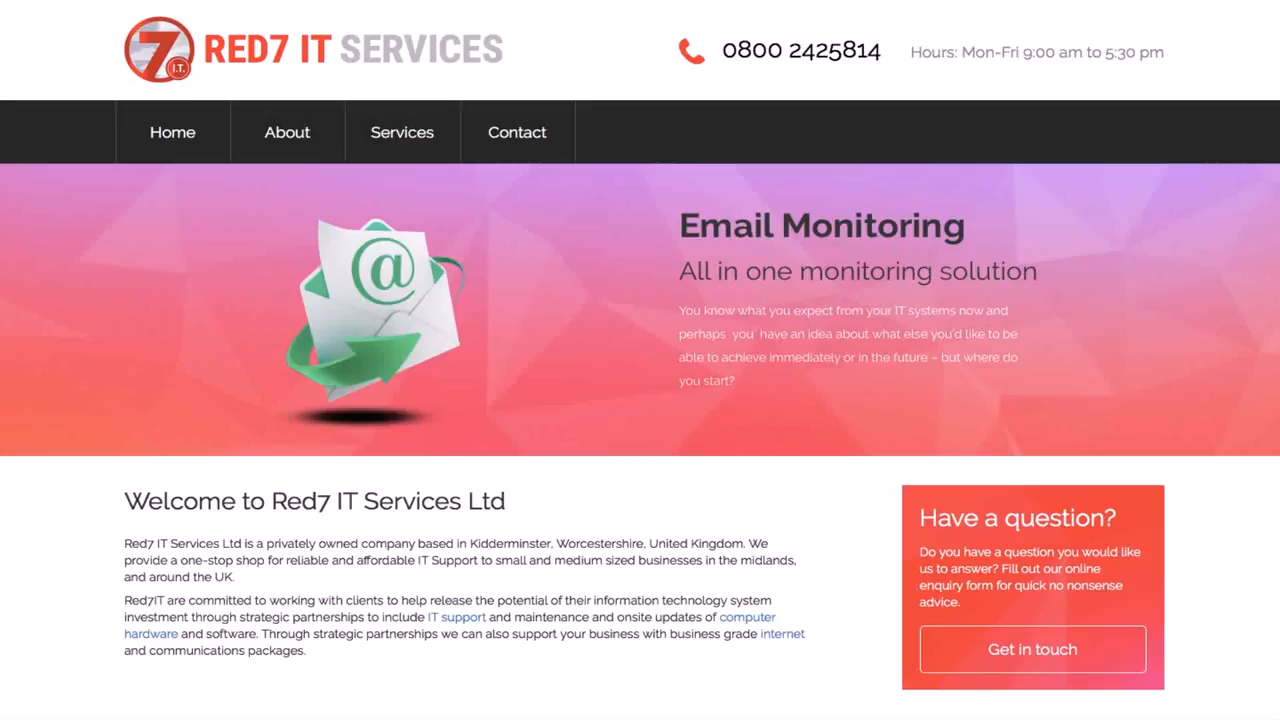 7
I.T.
RED7 IT SERVICES
0800 2425814
Hours: Mon-Fri 9:00 am to 5:30 pm
Home
About
Services
Contact
@
Email Monitoring
All in one monitoring solution
You know what you expect from your IT systems now and
perhaps you have an idea about what else you'd like to be
able to achieve immediately or in the future – but where do
you start?
Welcome to Red7 IT Services Ltd
Red7 IT Services Ltd is a privately owned company based in Kidderminster, Worcestershire, United Kingdom. We
provide a one-stop shop for reliable and affordable IT Support to small and medium sized businesses in the midlands,
and around the UK.
Red7IT are committed to working with clients to help release the potential of their information technology system
investment through strategic partnerships to include IT support and maintenance and onsite updates of computer
hardware and software. Through strategic partnerships we can also support your business with business grade internet
and communications packages.
Have a question?
Do you have a question you would like
us to answer? Fill out our online
enquiry form for quick no nonsense
advice.
Get in touch